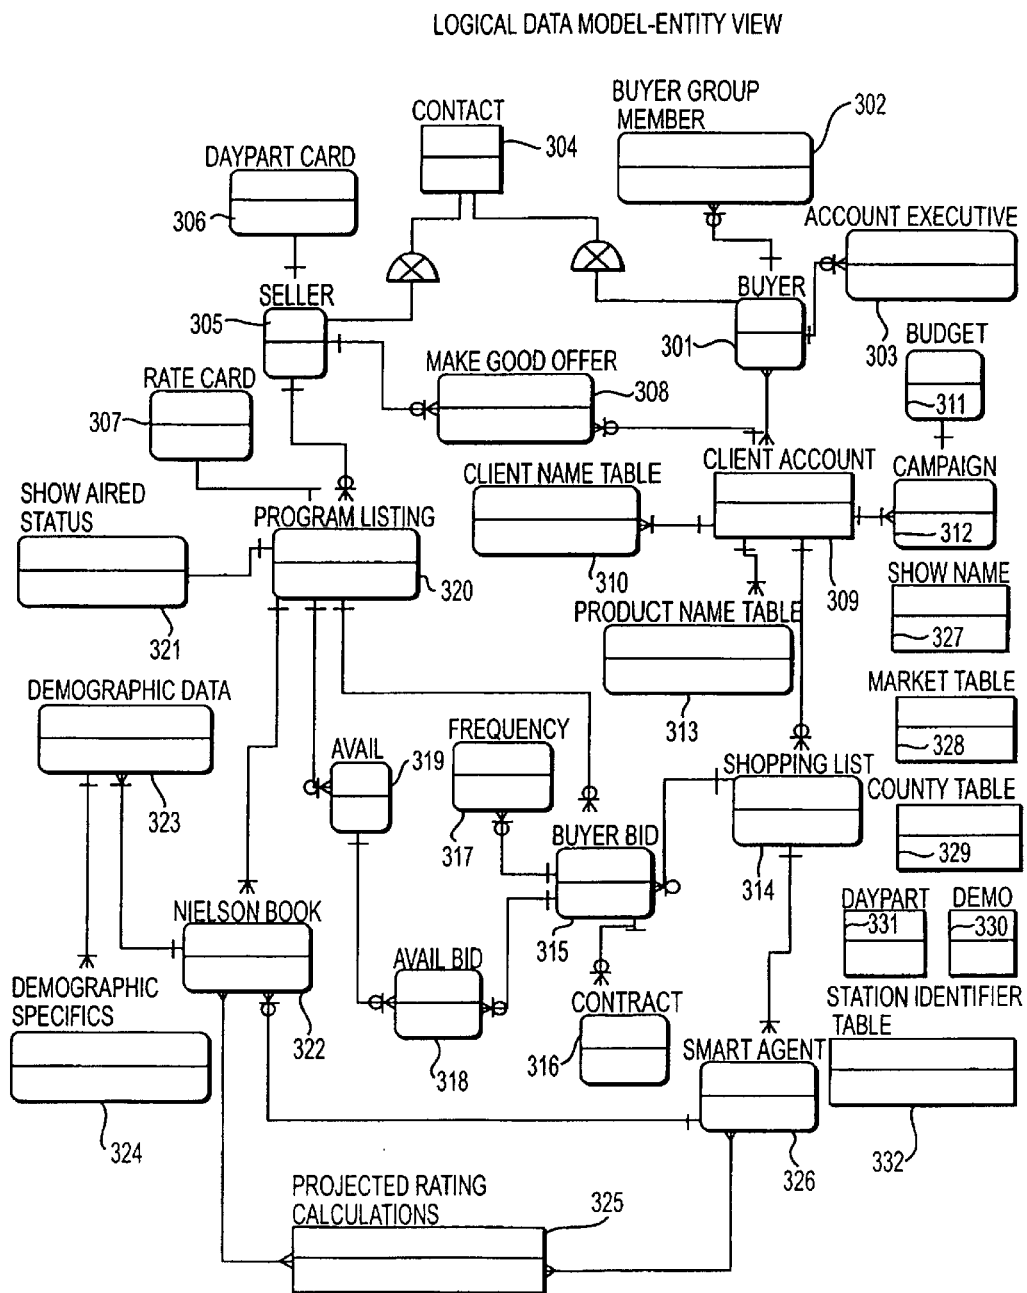 LOGICAL DATA MODEL-ENTITY VIEW
BUYER GROUP
MEMBER
302
CONTACT
304
DAYPART CARD
306
ACCOUNT EXECUTIVE
303
SELLER
305
BUYER
301
BUDGET
311
MAKE GOOD OFFER
308
RATE CARD
307
CLIENT NAME TABLE
310
CLIENT ACCOUNT
309
CAMPAIGN
312
SHOW AIRED
STATUS
321
PROGRAM LISTING
320
SHOW NAME
327
PRODUCT NAME TABLE
313
DEMOGRAPHIC DATA
323
MARKET TABLE
328
AVAIL
319
FREQUENCY
317
SHOPPING LIST
314
COUNTY TABLE
329
BUYER BID
315
NIELSON BOOK
322
DAYPART
331
DEMO
330
AVAIL BID
318
DEMOGRAPHIC
SPECIFICS
324
CONTRACT
316
STATION IDENTIFIER
TABLE
332
SMART AGENT
326
PROJECTED RATING
CALCULATIONS
325